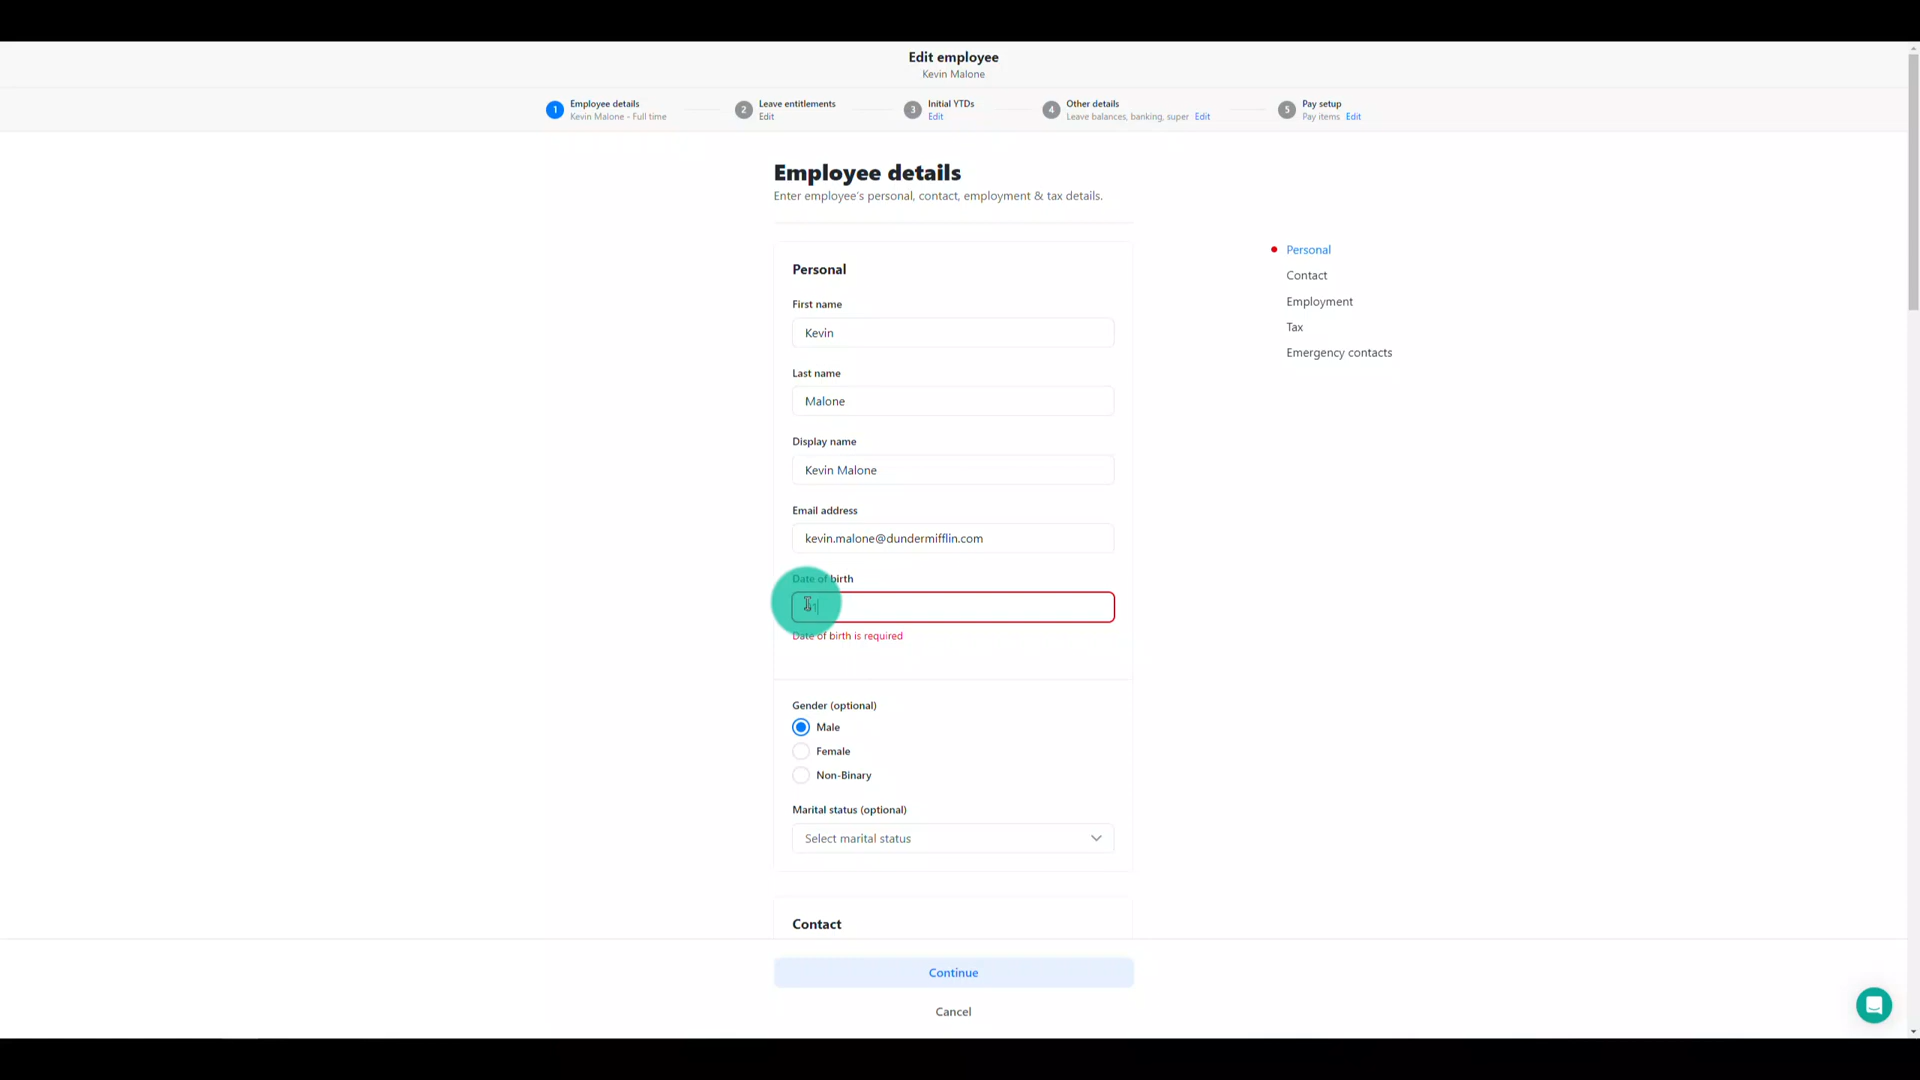 Edit employee
Kevin Malone
1 Employee details
Kevin Malone - Full time
2 Leave entitlements
Edit
3 Initial YTDs
Edit
4 Other details
Leave balances, banking, super Edit
5 Pay setup
Pay items Edit
Employee details
Enter employee's personal, contact, employment & tax details.
Personal
First name
Kevin
Last name
Malone
Display name
Kevin Malone
Email address
kevin.malone@dundermifflin.com
Date of birth
Date of birth is required
Gender (optional)
Male
Female
Non-Binary
Marital status (optional)
Select marital status
Contact
Personal
Contact
Employment
Tax
Emergency contacts
Continue
Cancel